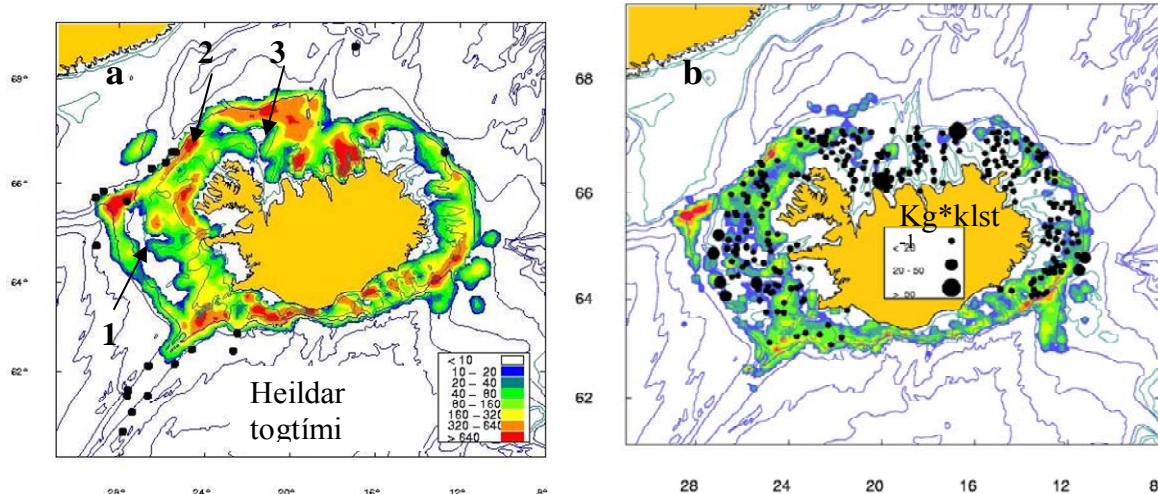 a
2
3
1
68°
66°
64°
62°
28°
24°
20°
16°
12°
8°
Heildar
togtími
< 10
10 – 20
20 – 40
40 – 80
80 – 160
160 – 320
320 – 640
> 640
b
68
66
64
62
28
24
20
16
12
8
Kg*klst
-1
< 20
20 - 50
> 50